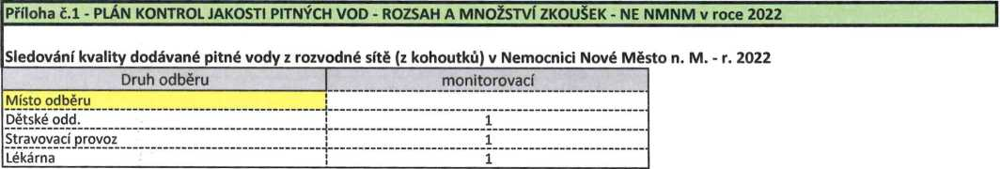 Příloha č.1 - PLÁN KONTROL JAKOSTI PITNÝCH VOD - ROZSAH A MNOŽSTVÍ ZKOUŠEK - NE NMNM v roce 2022
Sledování kvality dodávané pitné vody z rozvodné sítě (z kohoutků) v Nemocnici Nové Město n. M. - r. 2022
Druh odběru monitorovací
Místo odběru
Dětské odd. 1
Stravovací provoz 1
Lékárna 1